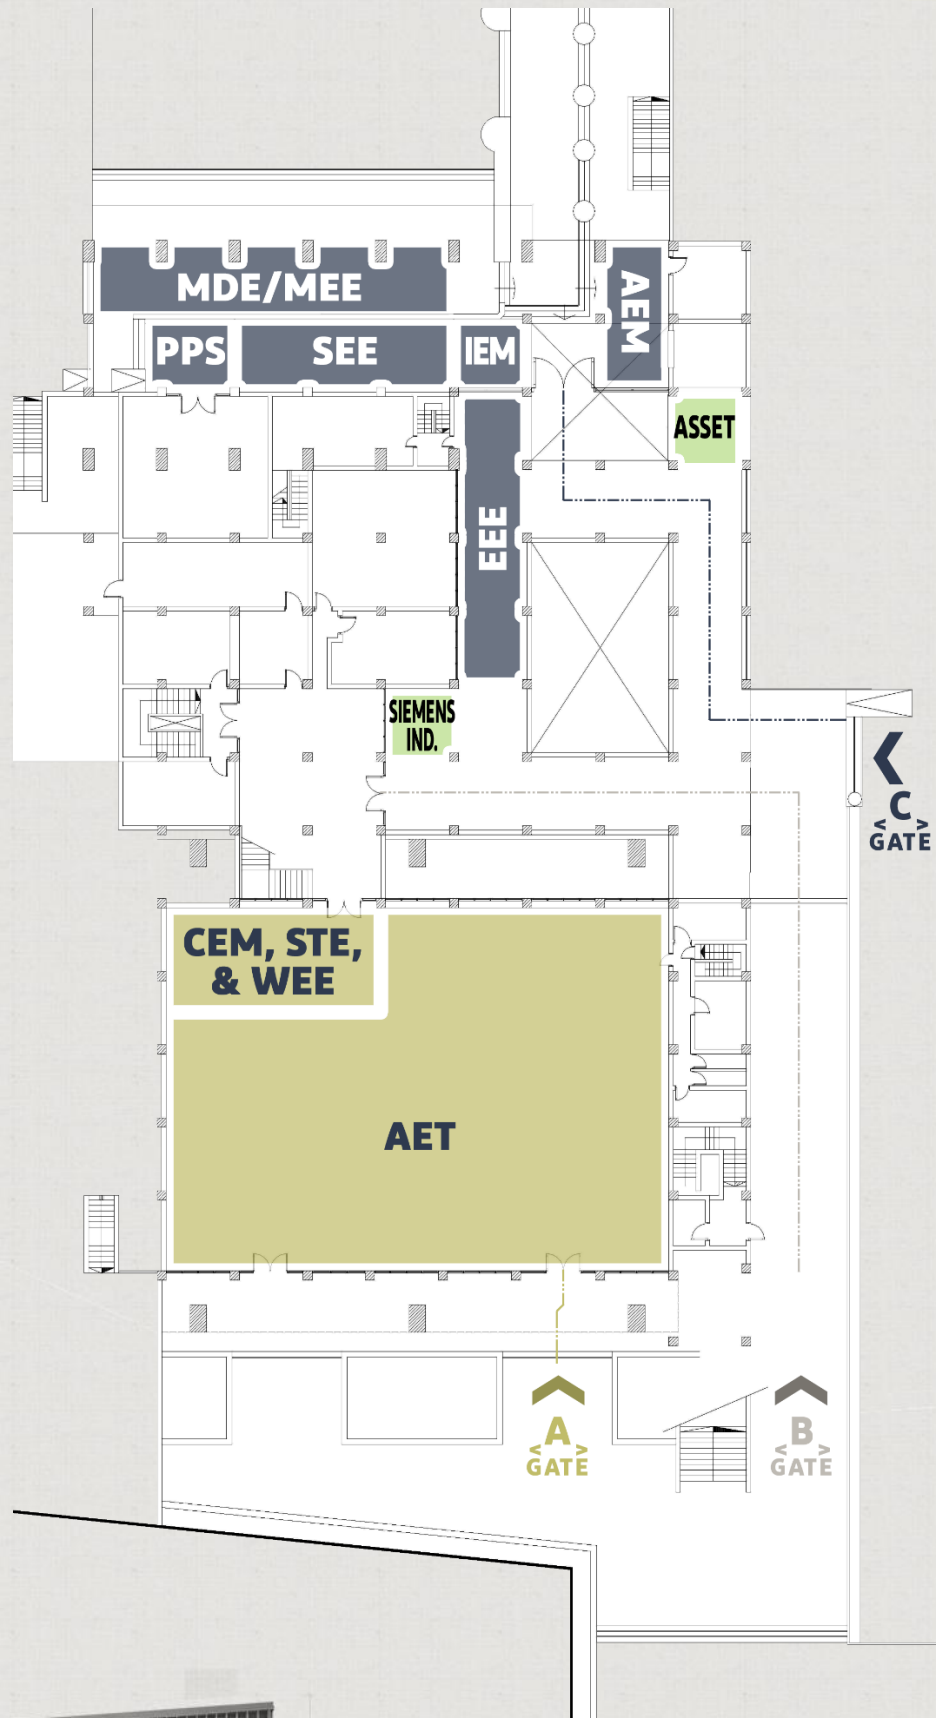 MDE/MEE
AEM
PPS
SEE
IEM
ASSET
EEE
SIEMENS
IND.
< C >
GATE
CEM, STE,
& WEE
AET
< A >
GATE
< B >
GATE